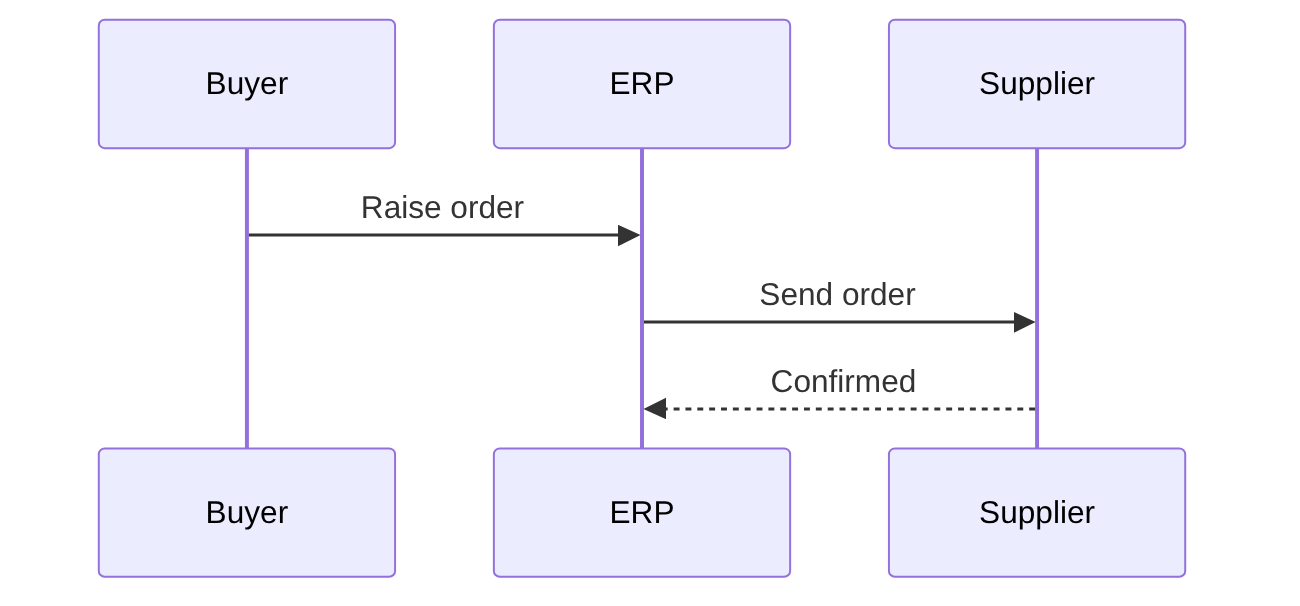 Buyer
ERP
Supplier
Raise order
Send order
Confirmed
Buyer
ERP
Supplier